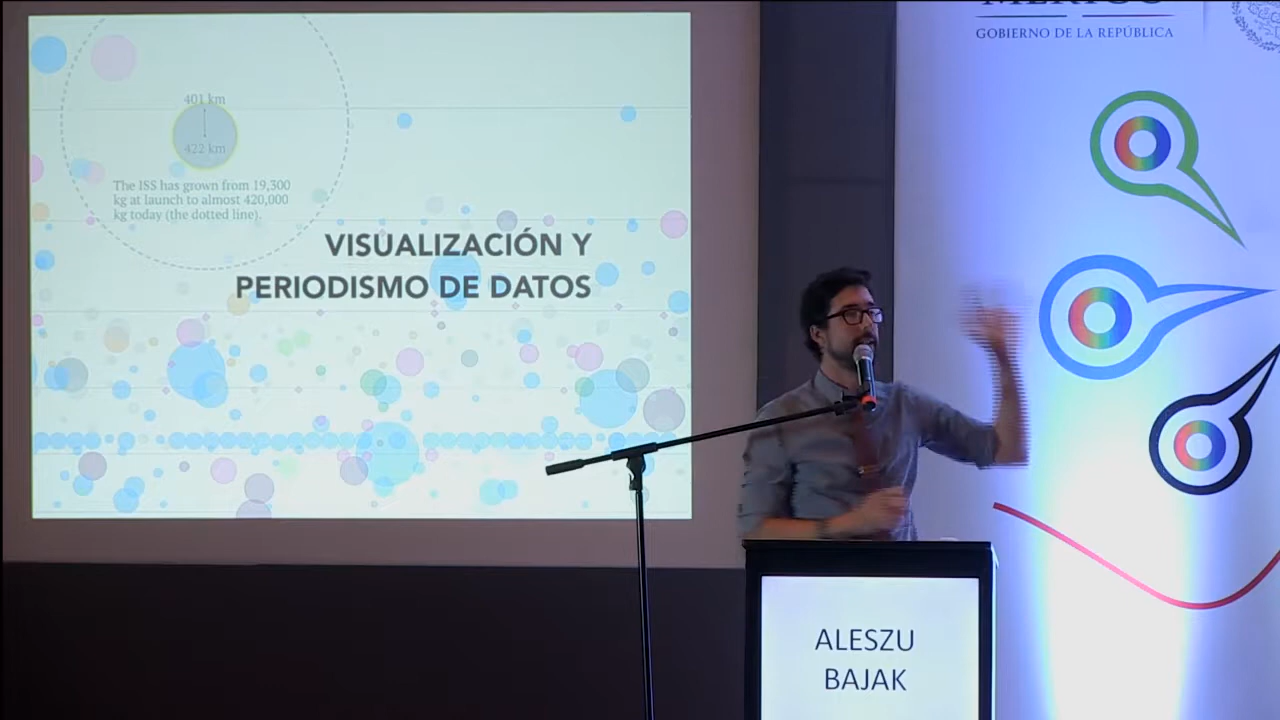 401 km
422 km
The ISS has grown from 19,300
kg at launch to almost 420,000
kg today (the dotted line).
VISUALIZACIÓN Y
PERIODISMO DE DATOS
GOBIERNO DE LA REPÚBLICA
ALESZU
BAJAK